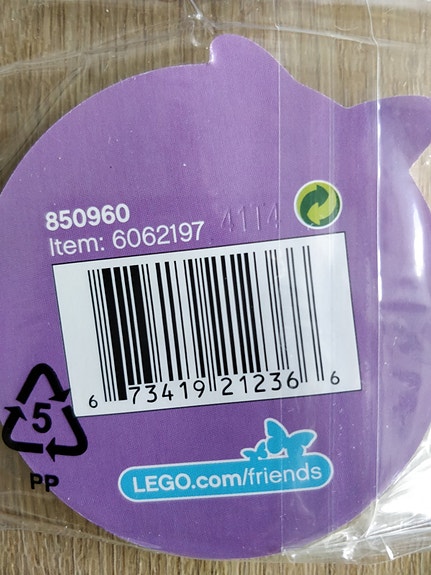 850960
Item: 6062197 4114
6 73419 21236 6
5
PP
LEGO.com/friends